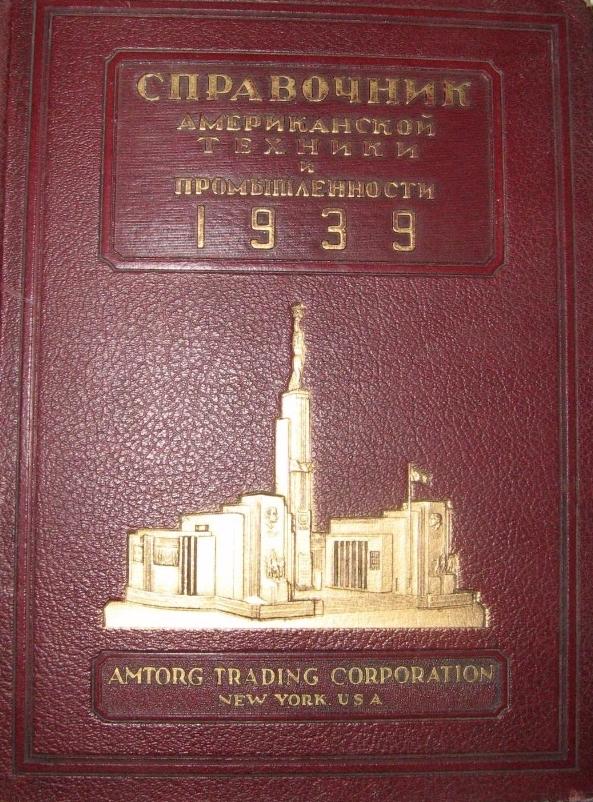 СПРАВОЧНИК
АМЕРИКАНСКОЙ
ТЕХНИКИ
И
ПРОМЫШЛЕННОСТИ
1939
AMTORG TRADING CORPORATION
NEW YORK. U S A